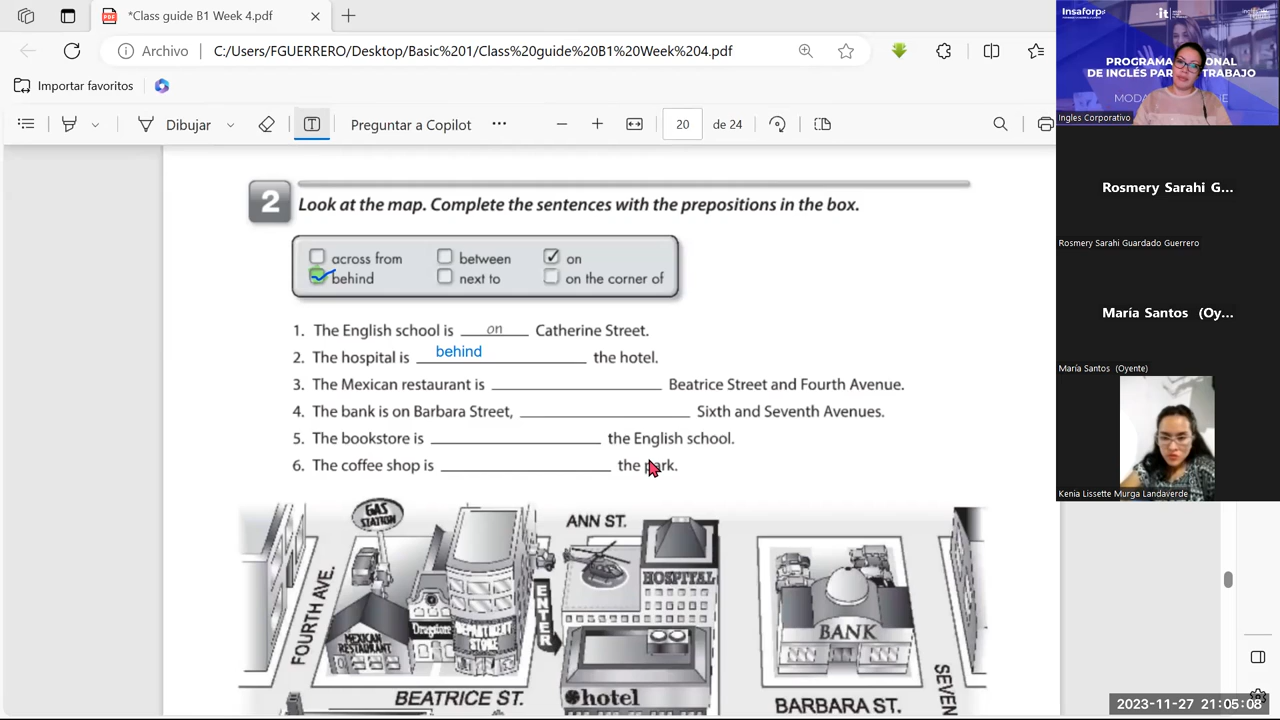 *Class guide B1 Week 4.pdf
Archivo
C:/Users/FGUERRERO/Desktop/Basic%201/Class%20guide%20B1%20Week%204.pdf
Importar favoritos
Dibujar
Preguntar a Copilot
20
de 24
2
Look at the map. Complete the sentences with the prepositions in the box.
across from
between
on
behind
next to
on the corner of
1. The English school is on Catherine Street.
2. The hospital is behind the hotel.
3. The Mexican restaurant is Beatrice Street and Fourth Avenue.
4. The bank is on Barbara Street, Sixth and Seventh Avenues.
5. The bookstore is the English school.
6. The coffee shop is the park.
GAS STATION
ANN ST.
HOSPITAL
FOURTH AVE.
MEXICAN RESTAURANT
DEPARTMENT STORE
ENTER
BANK
hotel
BEATRICE ST.
BARBARA ST.
SEVEN
Insaforp
Ingles Corporativo
Rosmery Sarahi G...
Rosmery Sarahi Guardado Guerrero
María Santos (Oy...
María Santos (Oyente)
Kenia Lissette Murga Landaverde
2023-11-27 21:05:08